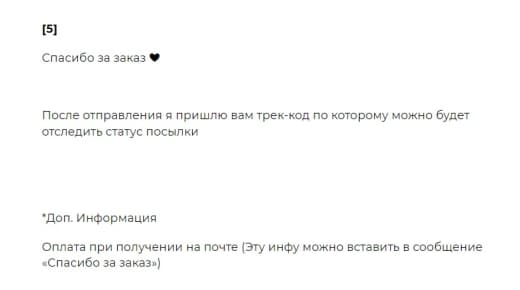 [5]
Спасибо за заказ ♥
После отправления я пришлю вам трек-код по которому можно будет
отследить статус посылки
*Доп. Информация
Оплата при получении на почте (Эту инфу можно вставить в сообщение
«Спасибо за заказ»)